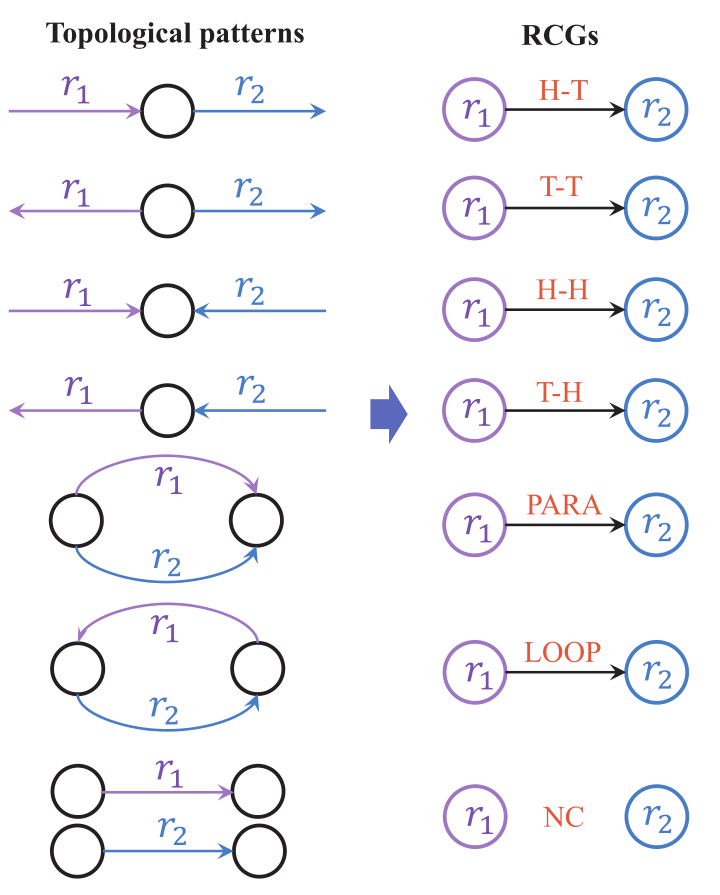 Topological patterns RCGs
r1 r2 r1 H-T r2
r1 r2 r1 T-T r2
r1 r2 r1 H-H r2
r1 r2 r1 T-H r2
r1
r2
r1 PARA r2
r1
r2
r1 LOOP r2
r1
r2
r1 NC r2